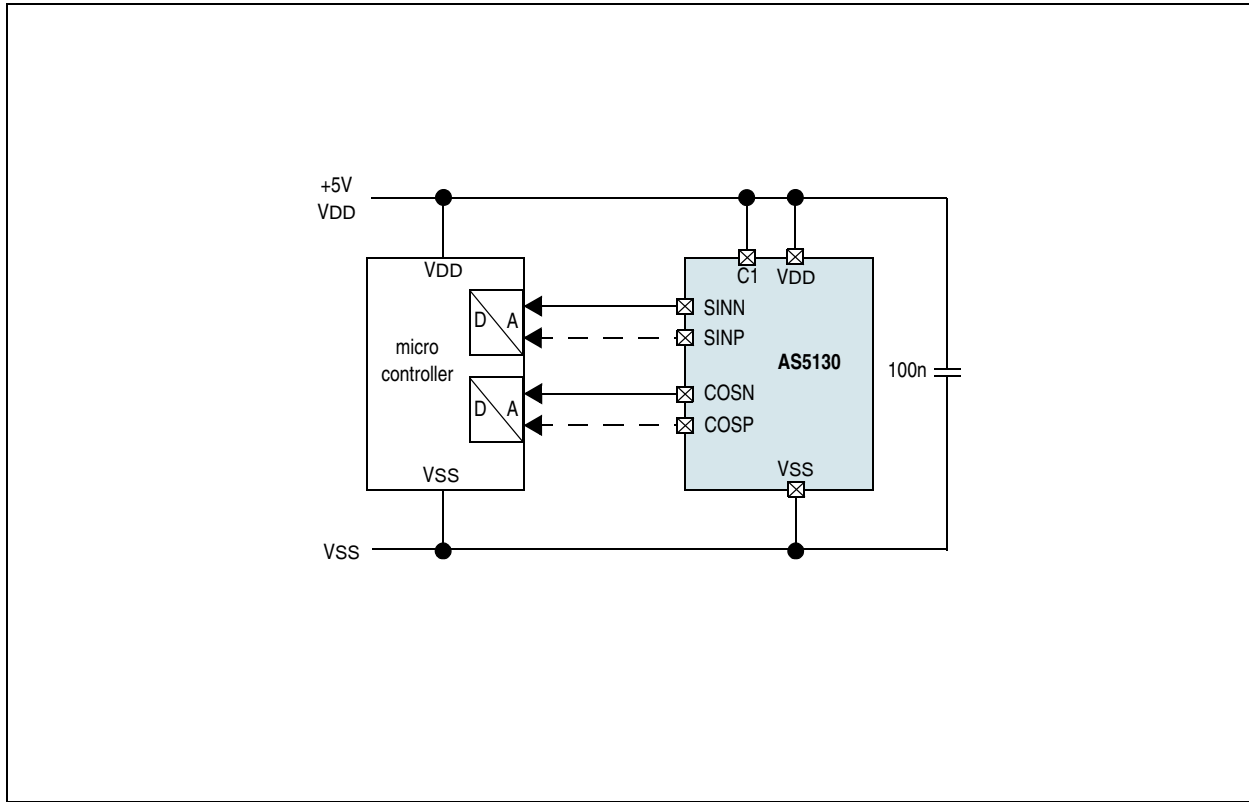 +5V
VDD
VDD
C1 VDD
D A
SINN
SINP
micro
controller
AS5130
100n
D A
COSN
COSP
VSS
VSS
VSS